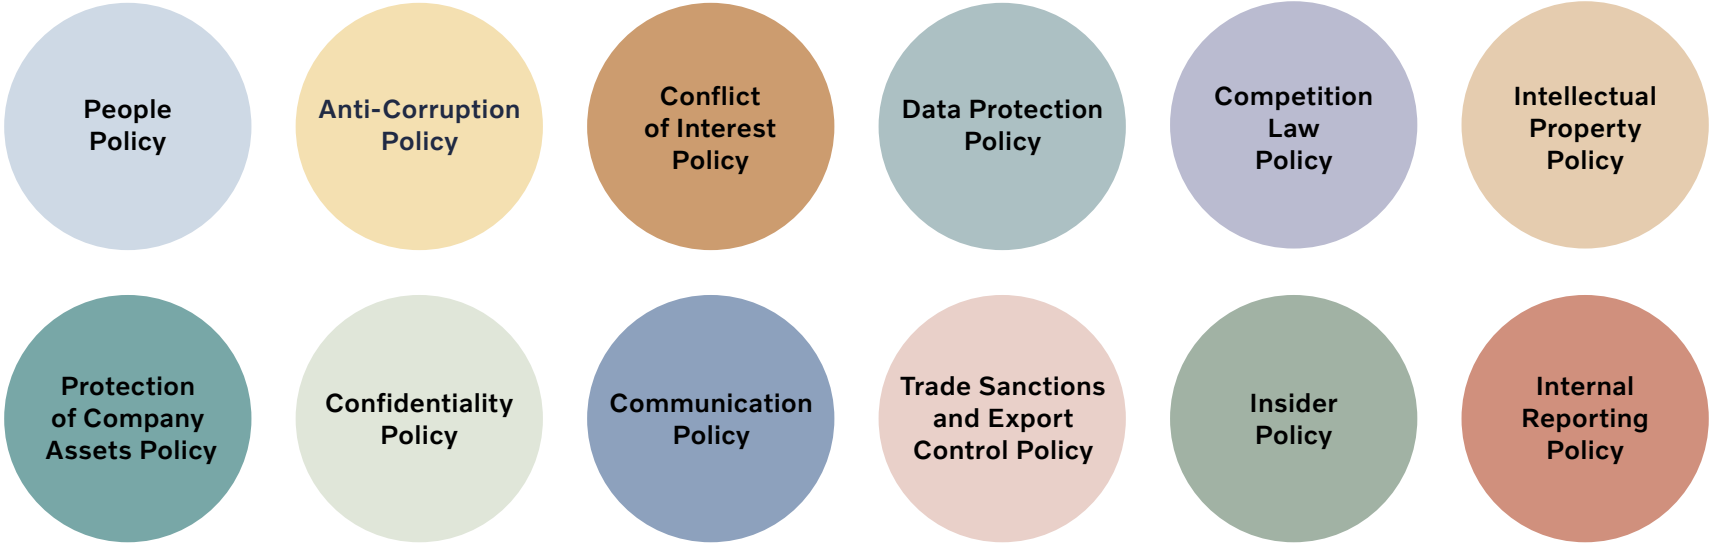 People
Policy
Anti-Corruption
Policy
Conflict
of Interest
Policy
Data Protection
Policy
Competition
Law
Policy
Intellectual
Property
Policy
Protection
of Company
Assets Policy
Confidentiality
Policy
Communication
Policy
Trade Sanctions
and Export
Control Policy
Insider
Policy
Internal
Reporting
Policy